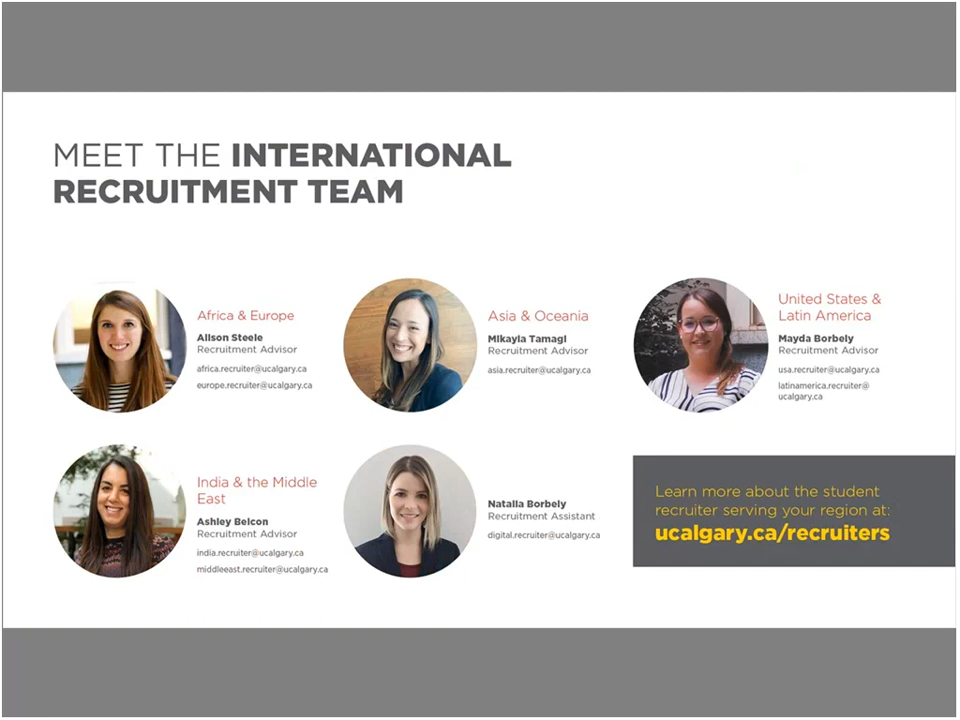 MEET THE INTERNATIONAL
RECRUITMENT TEAM
Africa & Europe
Alison Steele
Recruitment Advisor
africa.recruiter@ucalgary.ca
europe.recruiter@ucalgary.ca
Asia & Oceania
Mikayla Tamagi
Recruitment Advisor
asia.recruiter@ucalgary.ca
United States &
Latin America
Mayda Borbely
Recruitment Advisor
usa.recruiter@ucalgary.ca
latinamerica.recruiter@
ucalgary.ca
India & the Middle
East
Ashley Belcon
Recruitment Advisor
india.recruiter@ucalgary.ca
middleeast.recruiter@ucalgary.ca
Natalia Borbely
Recruitment Assistant
digital.recruiter@ucalgary.ca
Learn more about the student
recruiter serving your region at:
ucalgary.ca/recruiters